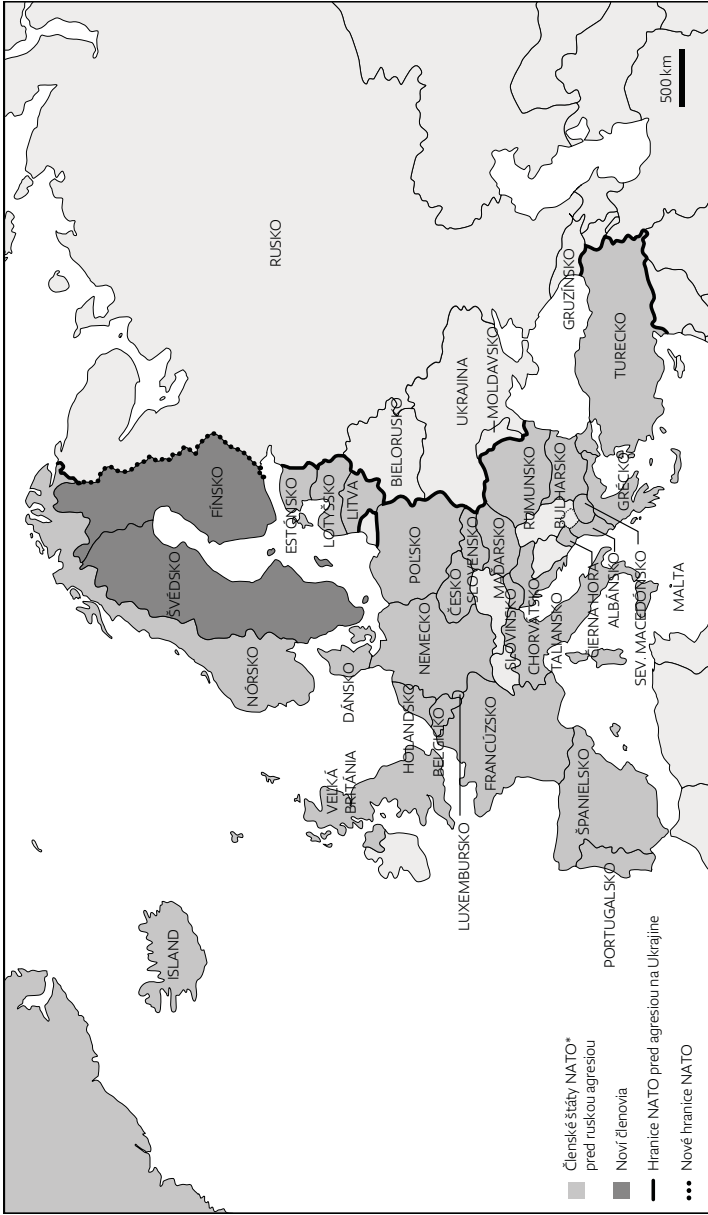 RUSKO
ISLAND
NÓRSKO
ŠVÉDSKO
FÍNSKO
ESTÓNSKO
LOTYŠSKO
LITVA
DÁNSKO
VEĽKÁ
BRITÁNIA
HOLANDSKO
BELGICKO
LUXEMBURSKO
NEMECKO
POĽSKO
BIELORUSKO
UKRAJINA
MOLDAVSKO
ČESKO
SLOVENSKO
MAĎARSKO
RUMUNSKO
BULHARSKO
FRANCÚZSKO
SLOVINSKO
CHORVÁTSKO
TALIANSKO
ČIERNA HORA
ALBÁNSKO
SEV. MACEDÓNSKO
GRÉCKO
TURECKO
GRUZÍNSKO
MALTA
ŠPANIELSKO
PORTUGALSKO
500 km
Členské štáty NATO*
pred ruskou agresiou
Noví členovia
Hranice NATO pred agresiou na Ukrajine
Nové hranice NATO